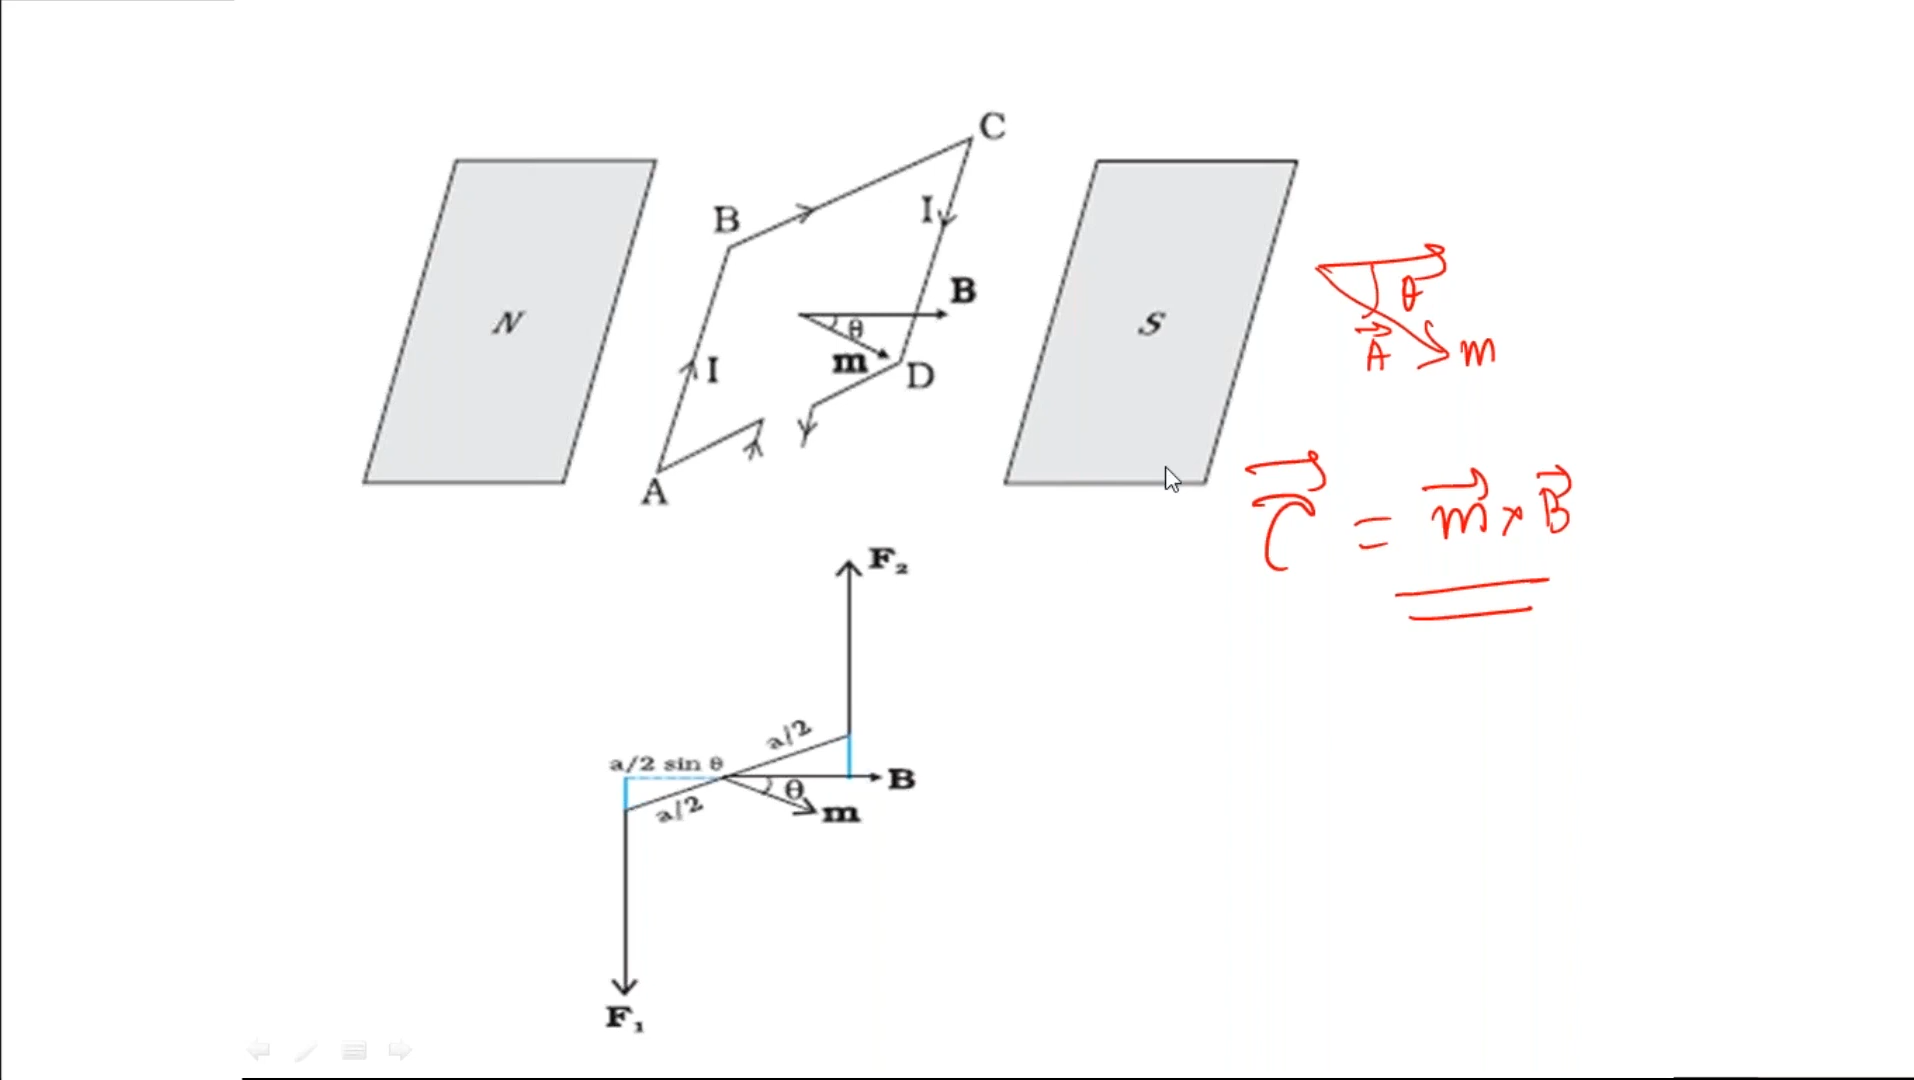 C
B
I
N
B
θ
m
D
I
A
S
θ
A
m
τ = m × B
F₂
a/2
a/2 sin θ
a/2
θ
B
m
F₁